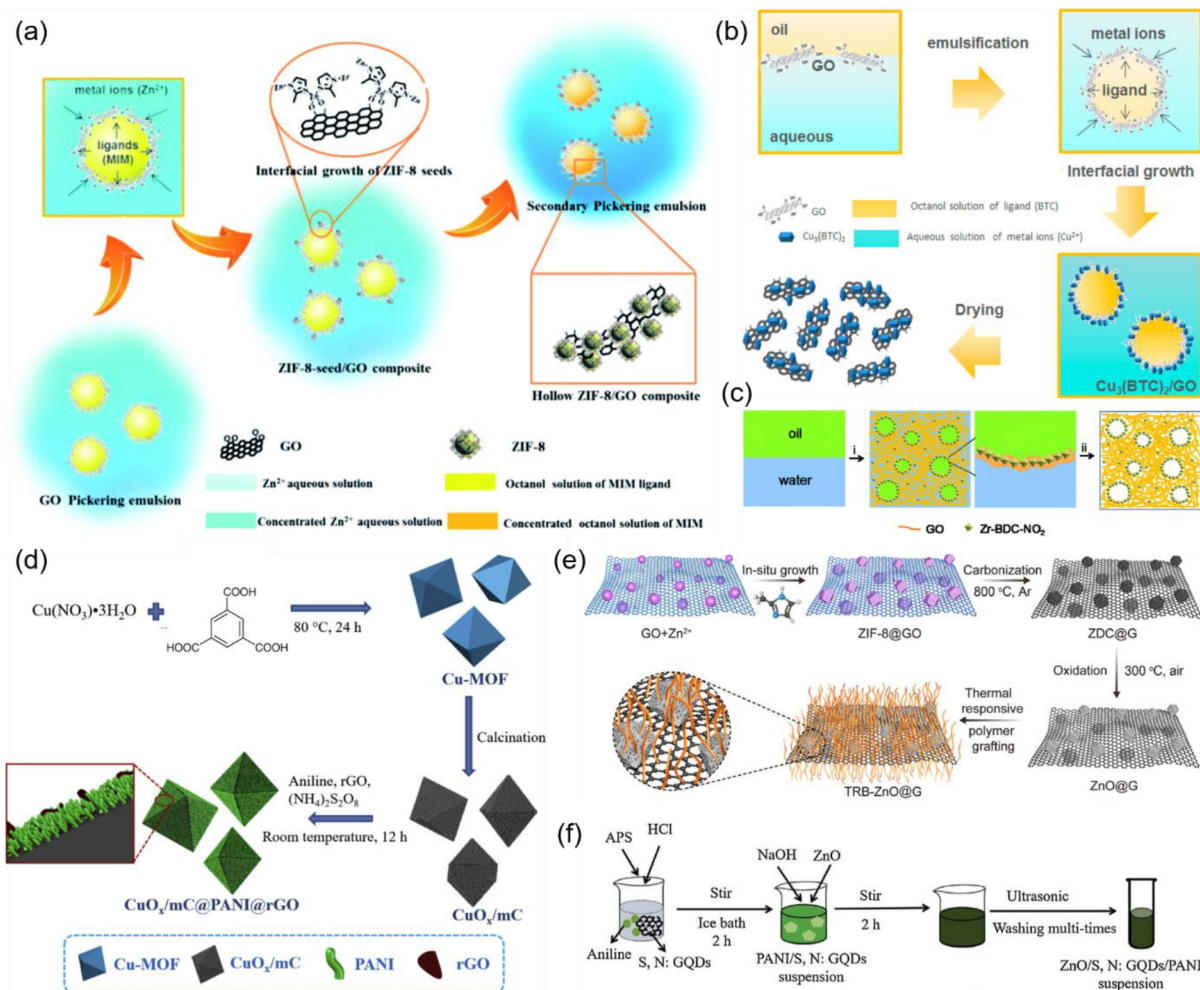 (a)
metal ions (Zn²⁺)
ligands
(MIM)
Interfacial growth of ZIF-8 seeds
Secondary Pickering emulsion
ZIF-8-seed/GO composite
Hollow ZIF-8/GO composite
GO Pickering emulsion
GO
ZIF-8
Zn²⁺ aqueous solution
Octanol solution of MIM ligand
Concentrated Zn²⁺ aqueous solution
Concentrated octanol solution of MIM
(b)
oil
GO
aqueous
emulsification
metal ions
ligand
Interfacial growth
GO
Octanol solution of ligand (BTC)
Cu₃(BTC)₂
Aqueous solution of metal ions (Cu²⁺)
Drying
Cu₃(BTC)₂/GO
(c)
oil
water
i
ii
GO
Zr-BDC-NO₂
(d)
Cu(NO₃)•3H₂O
COOH
HOOC
COOH
80 °C, 24 h
Cu-MOF
Calcination
Aniline, rGO,
(NH₄)₂S₂O₈
Room temperature, 12 h
CuOₓ/mC@PANI@rGO
CuOₓ/mC
Cu-MOF
CuOₓ/mC
PANI
rGO
(e)
In-situ growth
Carbonization
800 °C, Ar
GO+Zn²⁺
ZIF-8@GO
ZDC@G
Oxidation
300 °C, air
Thermal
responsive
polymer
grafting
TRB-ZnO@G
ZnO@G
(f)
APS
HCl
Aniline
S, N: GQDs
Stir
Ice bath
2 h
NaOH
ZnO
PANI/S, N: GQDs
suspension
Stir
2 h
Ultrasonic
Washing multi-times
ZnO/S, N: GQDs/PANI
suspension